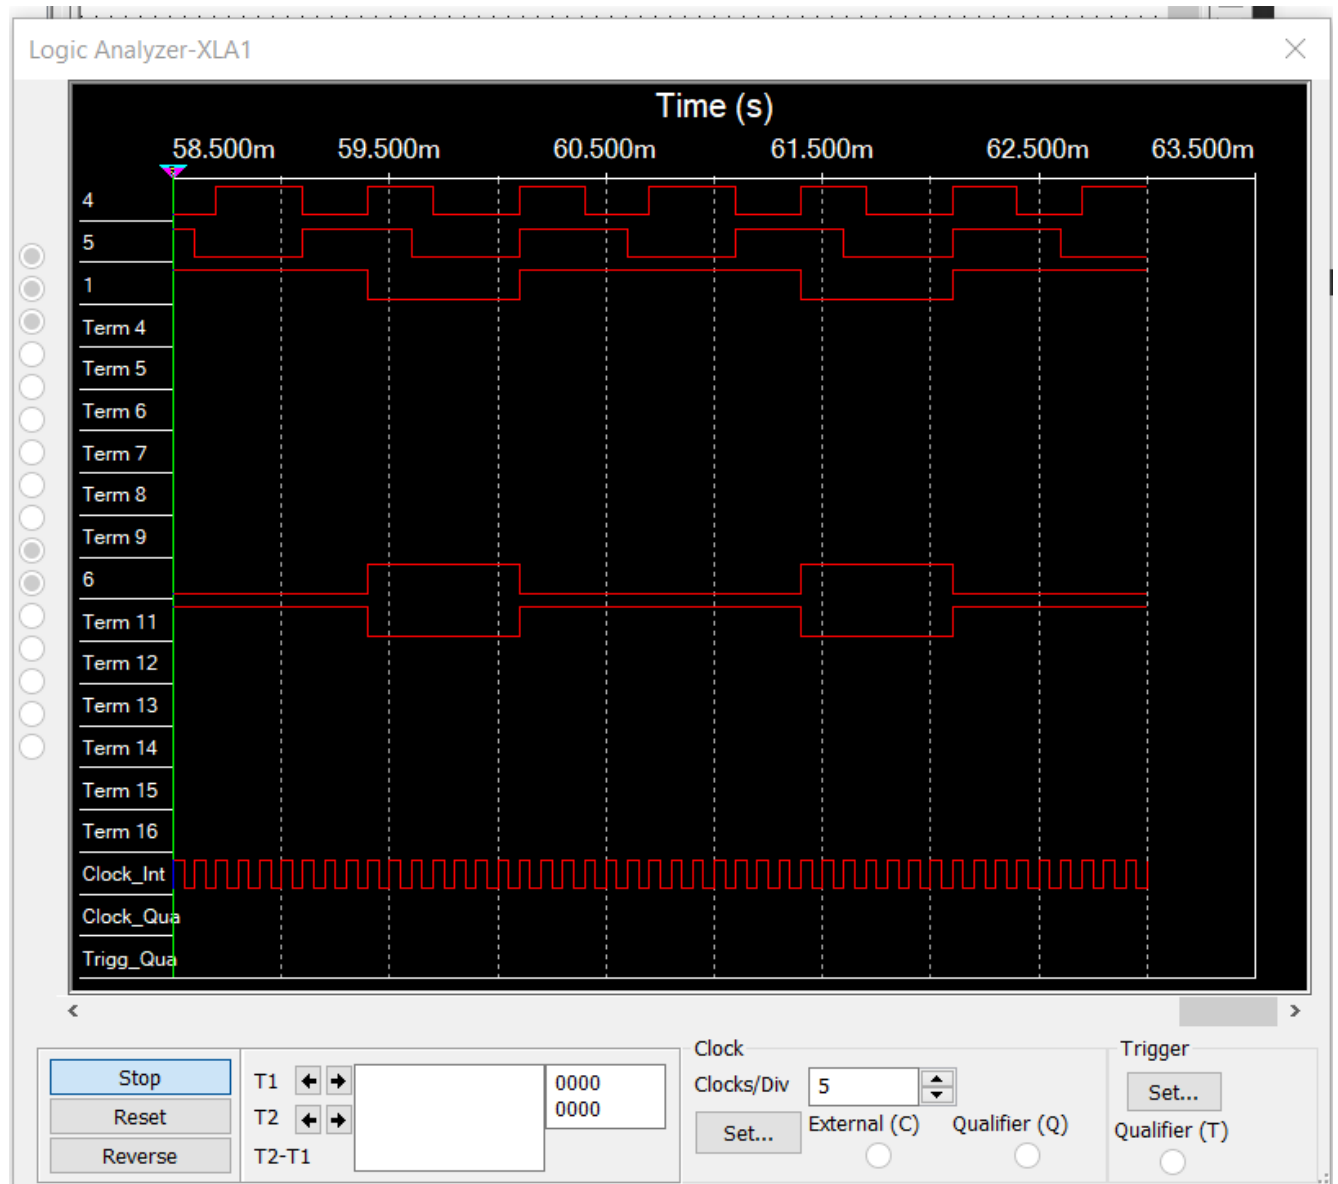 Logic Analyzer-XLA1
Time (s)
58.500m 59.500m 60.500m 61.500m 62.500m 63.500m
4
5
1
Term 4
Term 5
Term 6
Term 7
Term 8
Term 9
6
Term 11
Term 12
Term 13
Term 14
Term 15
Term 16
Clock_Int
Clock_Qua
Trigg_Qua
Stop
Reset
Reverse
T1
T2
T2-T1
0000
0000
Clock
Clocks/Div 5
Set...
External (C)
Qualifier (Q)
Trigger
Set...
Qualifier (T)